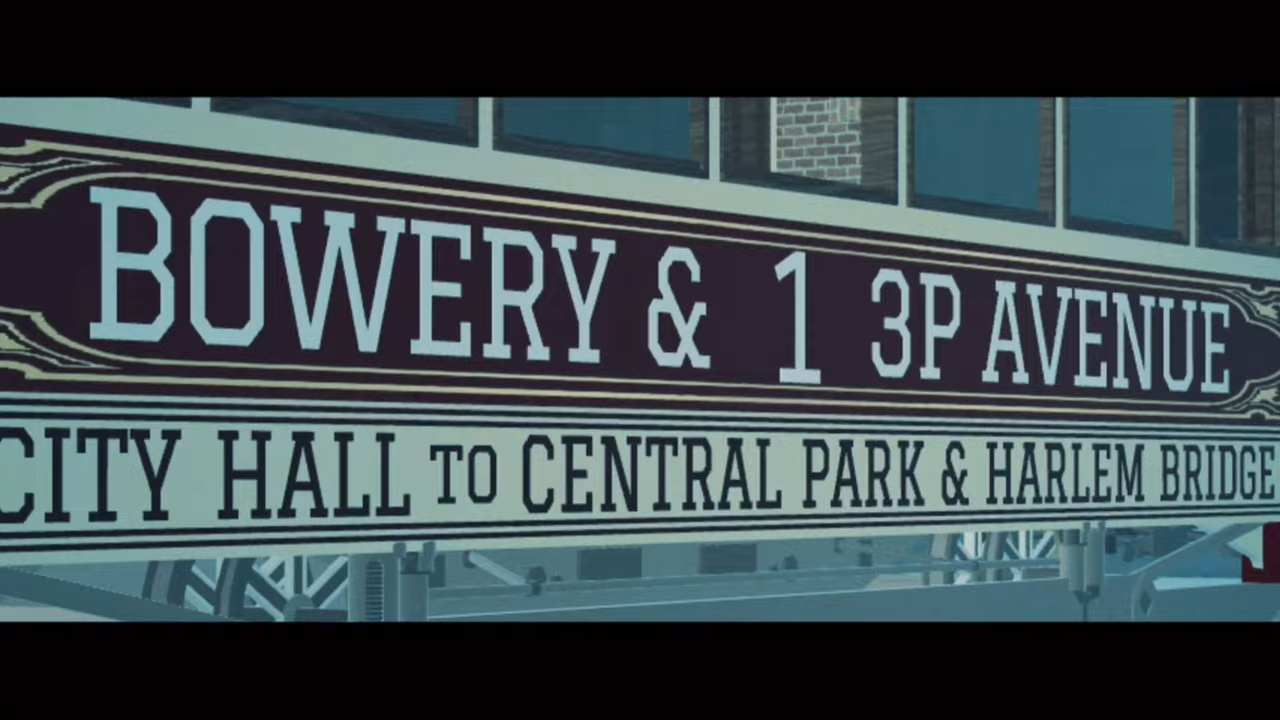 BOWERY & 1 3P AVENUE
CITY HALL TO CENTRAL PARK & HARLEM BRIDGE